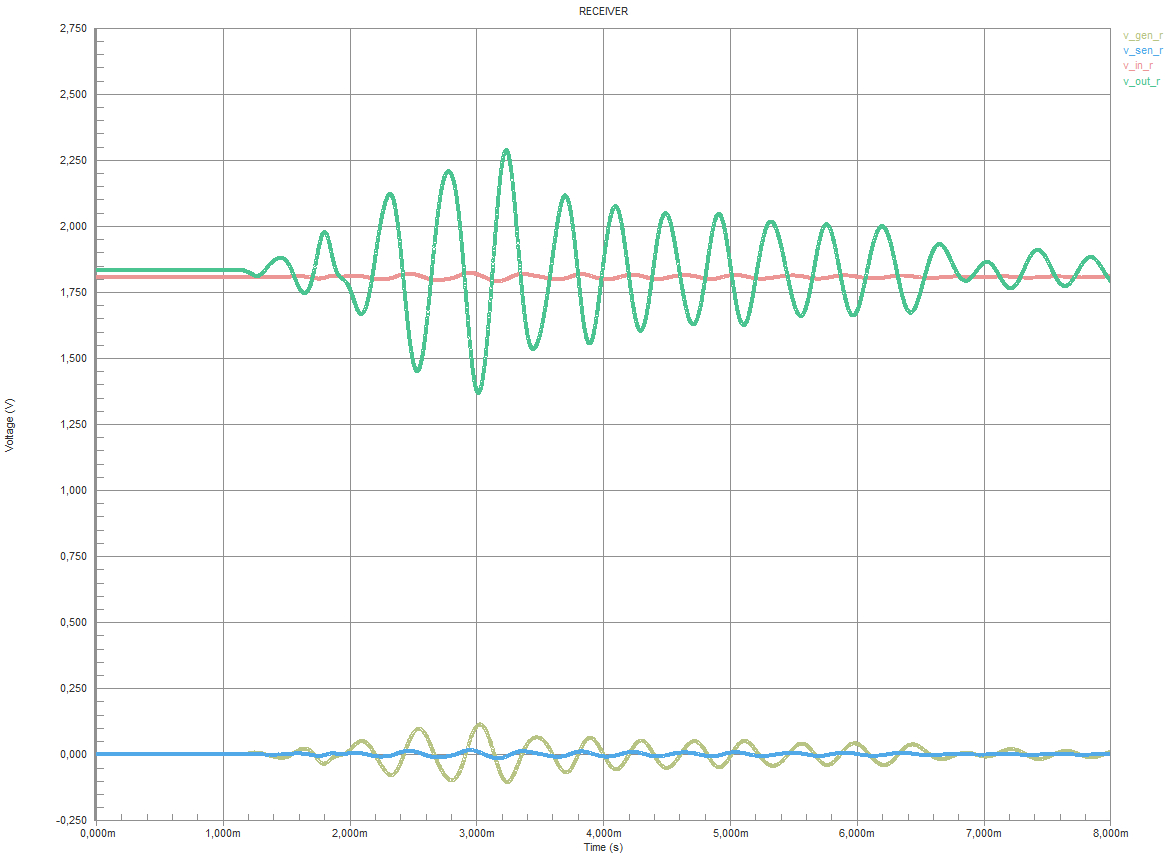 RECEIVER
v_gen_r
v_sen_r
v_in_r
v_out_r
2,750
2,500
2,250
2,000
1,750
1,500
1,250
1,000
0,750
0,500
0,250
0,000
-0,250
Voltage (V)
0,000m 1,000m 2,000m 3,000m 4,000m 5,000m 6,000m 7,000m 8,000m
Time (s)